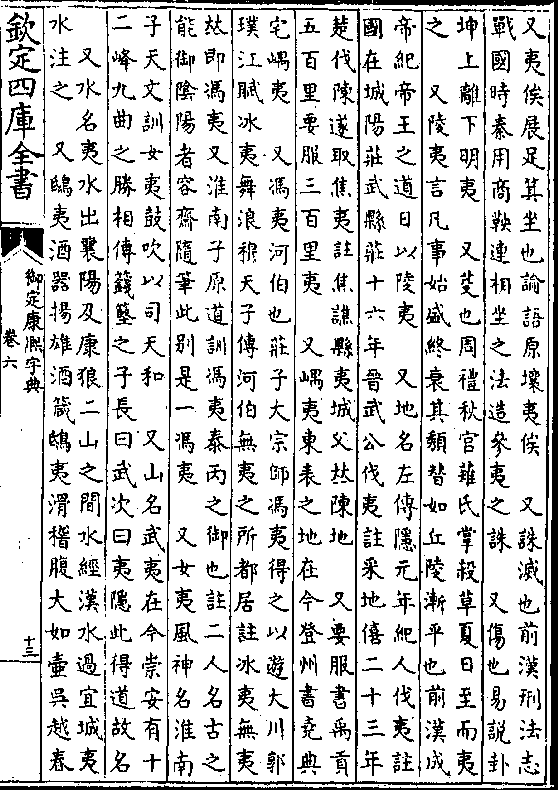 又夷俟展足箕坐也論語原壤夷俟　又誅滅也前漢刑法志
戰國時秦用商鞅連相坐之法造參夷之誅　又傷也易說卦
坤上離下明夷　又芟也周禮秋官薙氏掌殺草夏日至而夷
之　又陵夷言凡事始盛終衰其頹替如丘陵漸平也前漢成
帝紀帝王之道日以陵夷　又地名左傳隱元年紀人伐夷註
國在城陽莊武縣莊十六年晉武公伐夷註采地僖二十三年
楚伐陳遂取焦夷註焦譙縣夷城父𠀤陳地　又要服書禹貢
五百里要服三百里夷　又嵎夷東表之地在今登州書堯典
宅嵎夷　又馮夷河伯也莊子大宗師馮夷得之以遊大川郭
璞江賦冰夷舞浪穆天子傳河伯無夷之所都居註冰夷無夷
𠀤即馮夷又淮南子原道訓馮夷泰丙之御也註二人名古之
能御陰陽者容齋隨筆此別是一馮夷　又女夷風神名淮南
子天文訓女夷鼓吹以司天和　又山名武夷在今崇安有十
二峰九曲之勝相傳籛鏗之子長曰武次曰夷隱此得道故名
又水名夷水出襄陽及康狼二山之間水經漢水過宜城夷
水注之　又鴟夷酒器揚雄酒箴鴟夷滑稽腹大如壺吳越春
欽定四庫全書
御定康熙字典
卷六
十三